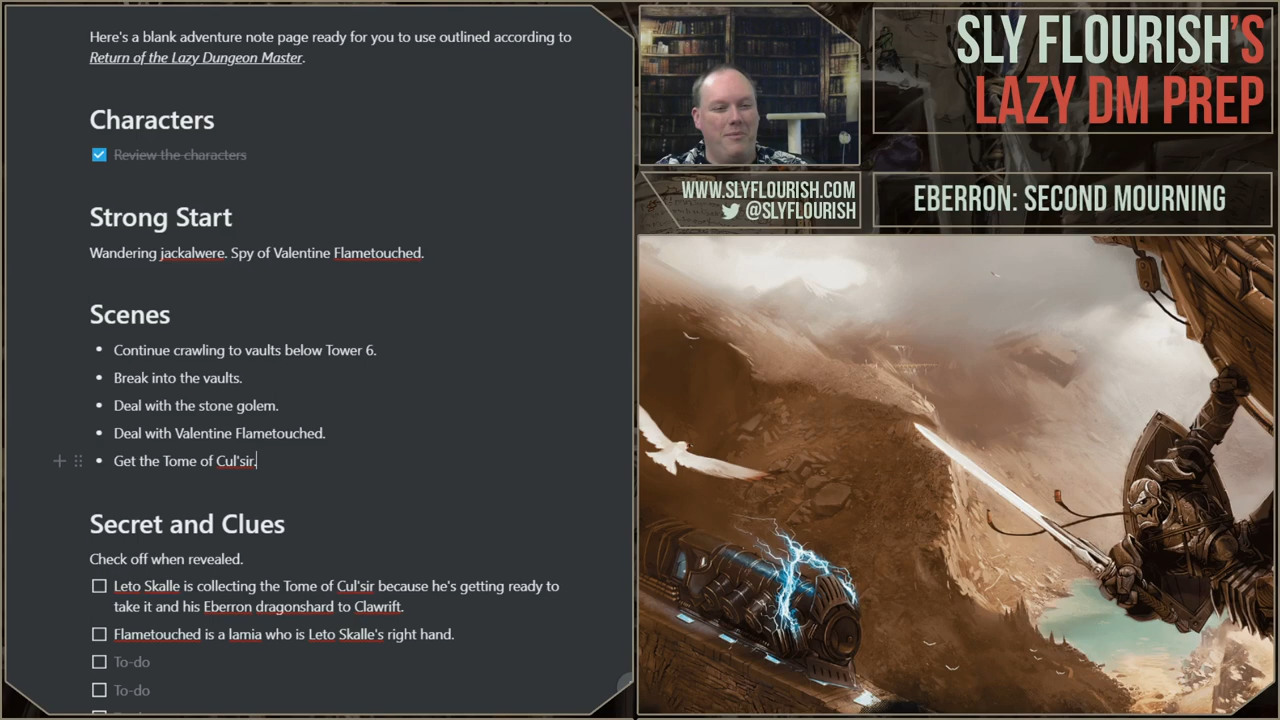 Here's a blank adventure note page ready for you to use outlined according to
Return of the Lazy Dungeon Master.
Characters
Review the characters
Strong Start
Wandering jackalwere. Spy of Valentine Flametouched.
Scenes
Continue crawling to vaults below Tower 6.
Break into the vaults.
Deal with the stone golem.
Deal with Valentine Flametouched.
Get the Tome of Cul'sir.
Secret and Clues
Check off when revealed.
Leto Skalle is collecting the Tome of Cul'sir because he's getting ready to
take it and his Eberron dragonshard to Clawrift.
Flametouched is a lamia who is Leto Skalle's right hand.
To-do
To-do
SLY FLOURISH'S
LAZY DM PREP
WWW.SLYFLOURISH.COM
@SLYFLOURISH
EBERRON: SECOND MOURNING